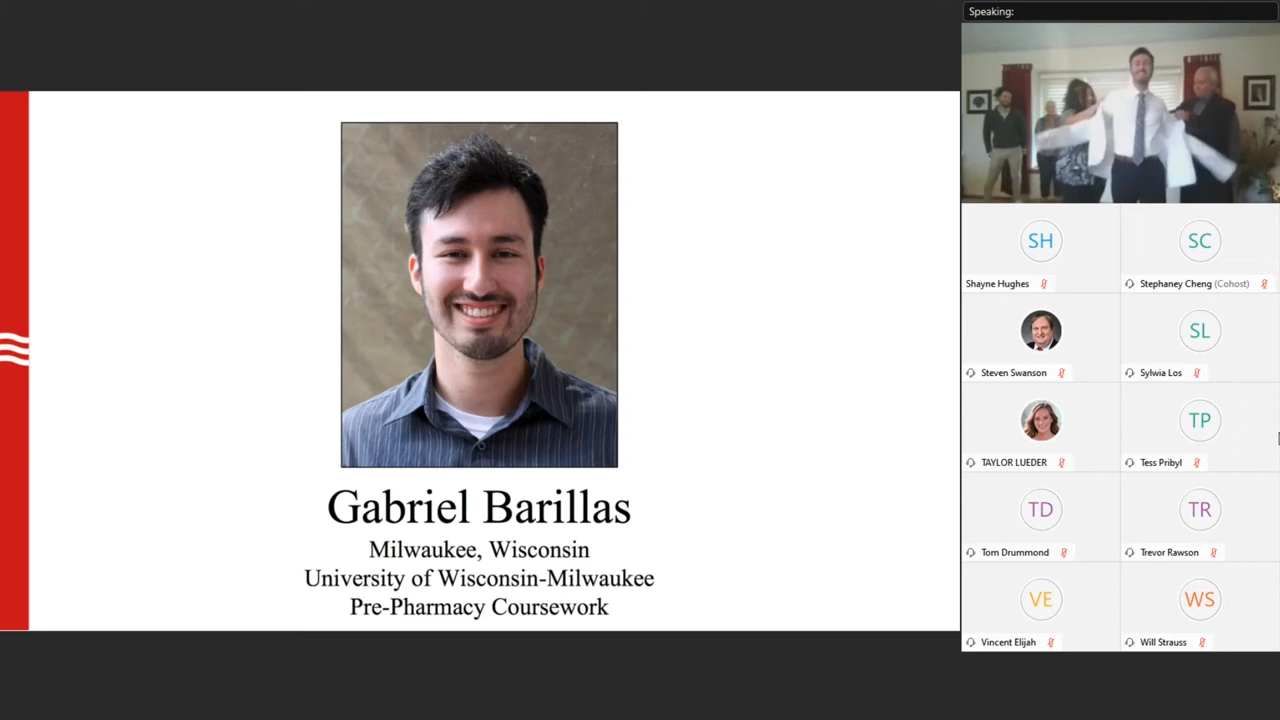 Speaking:
Gabriel Barillas
Milwaukee, Wisconsin
University of Wisconsin-Milwaukee
Pre-Pharmacy Coursework
SH
SC
Shayne Hughes
Stephaney Cheng (Cohost)
SL
Steven Swanson
Sylwia Los
TP
TAYLOR LUEDER
Tess Pribyl
TD
TR
Tom Drummond
Trevor Rawson
VE
WS
Vincent Elijah
Will Strauss